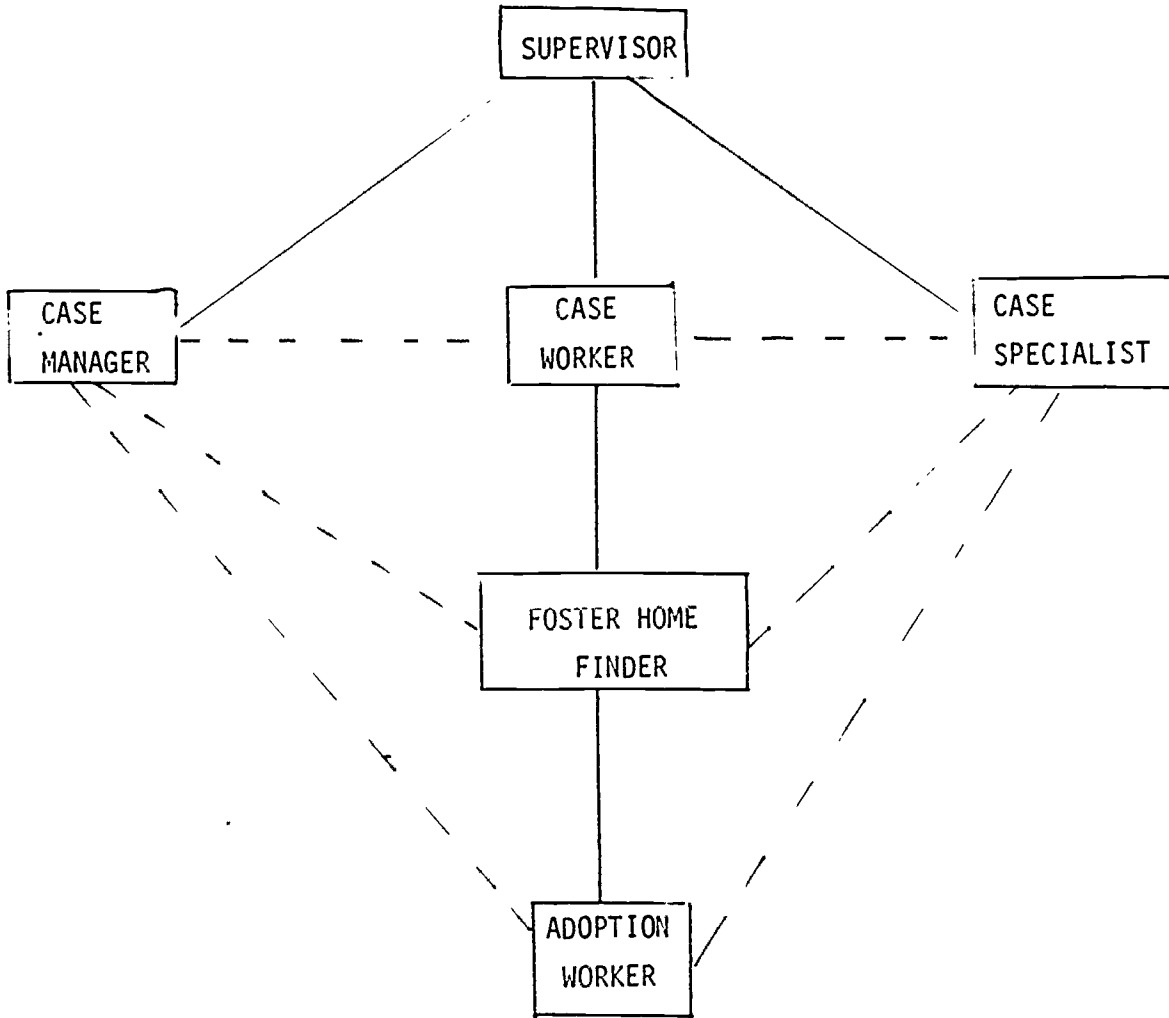 SUPERVISOR
CASE
MANAGER
CASE
WORKER
CASE
SPECIALIST
FOSTER HOME
FINDER
ADOPTION
WORKER